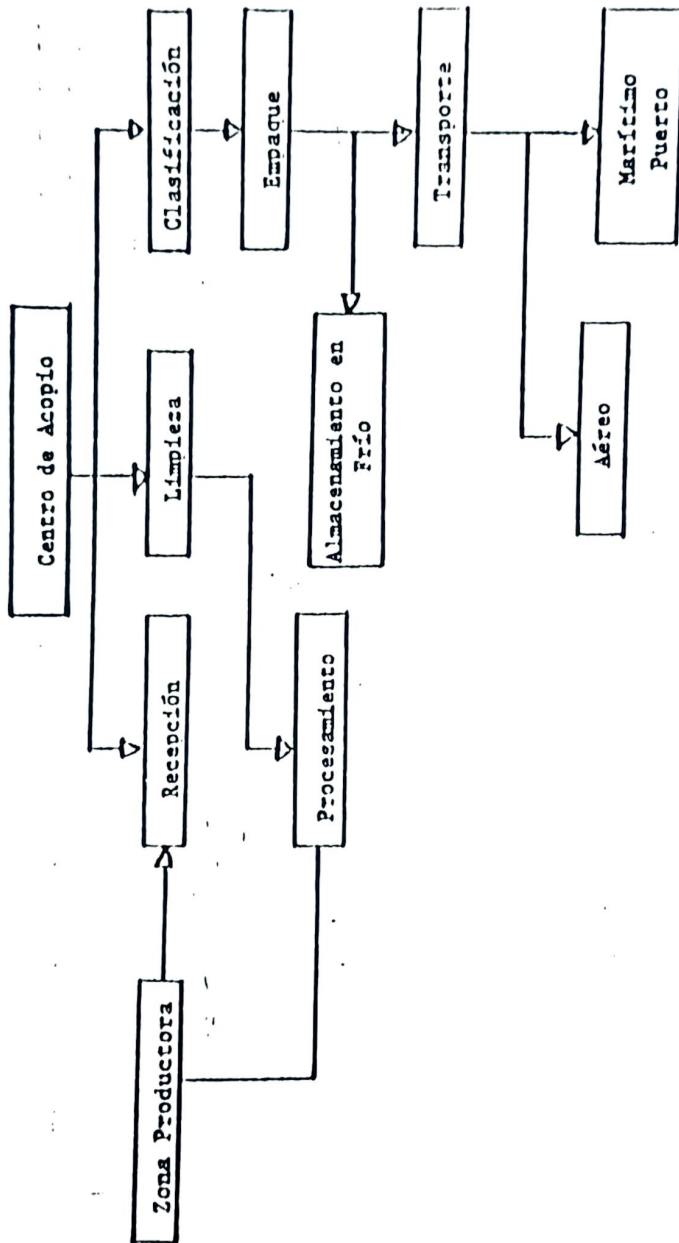 Centro de Acopio
Zona Productora
Recepción
Limpieza
Clasificación
Procesamiento
Empaque
Almacenamiento en
Frío
Transporte
Aéreo
Marítimo
Puerto